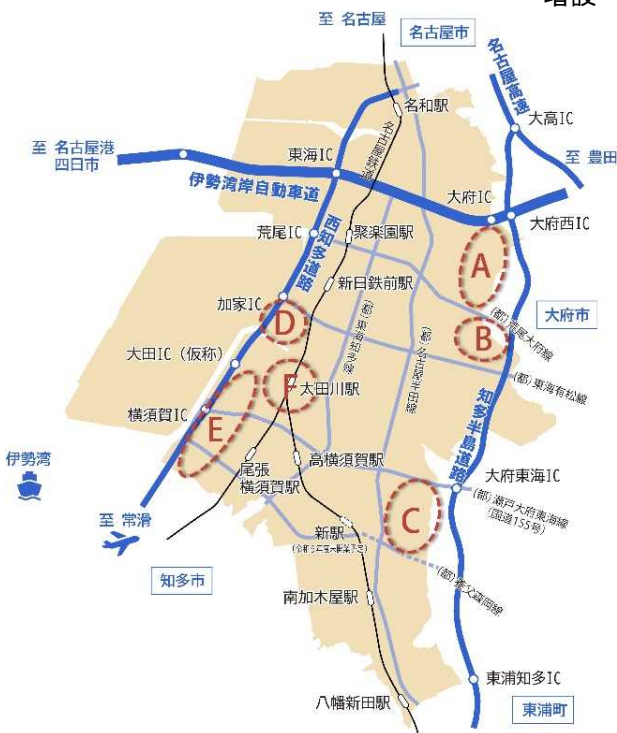 増設
至 名古屋
名古屋市
名古屋高速
名和駅
大高IC
名古屋鉄道
至 名古屋港
四日市
東海IC
至 豊田
伊勢湾岸自動車道
大府IC
大府西IC
荒尾IC
西知多道路
聚楽園駅
A
新日鉄前駅
加家IC
D
(都)東海知多線
(都)名古屋半田線
B
(都)荒尾大府線
大府市
大田IC（仮称）
F
太田川駅
(都)東海有松線
知多半島道路
横須賀IC
E
伊勢湾
尾張
横須賀駅
高横須賀駅
大府東海IC
(都)瀬戸大府東海線
(国道155号)
C
至 常滑
新駅
知多市
(都)養父森岡線
南加木屋駅
東浦知多IC
八幡新田駅
東浦町